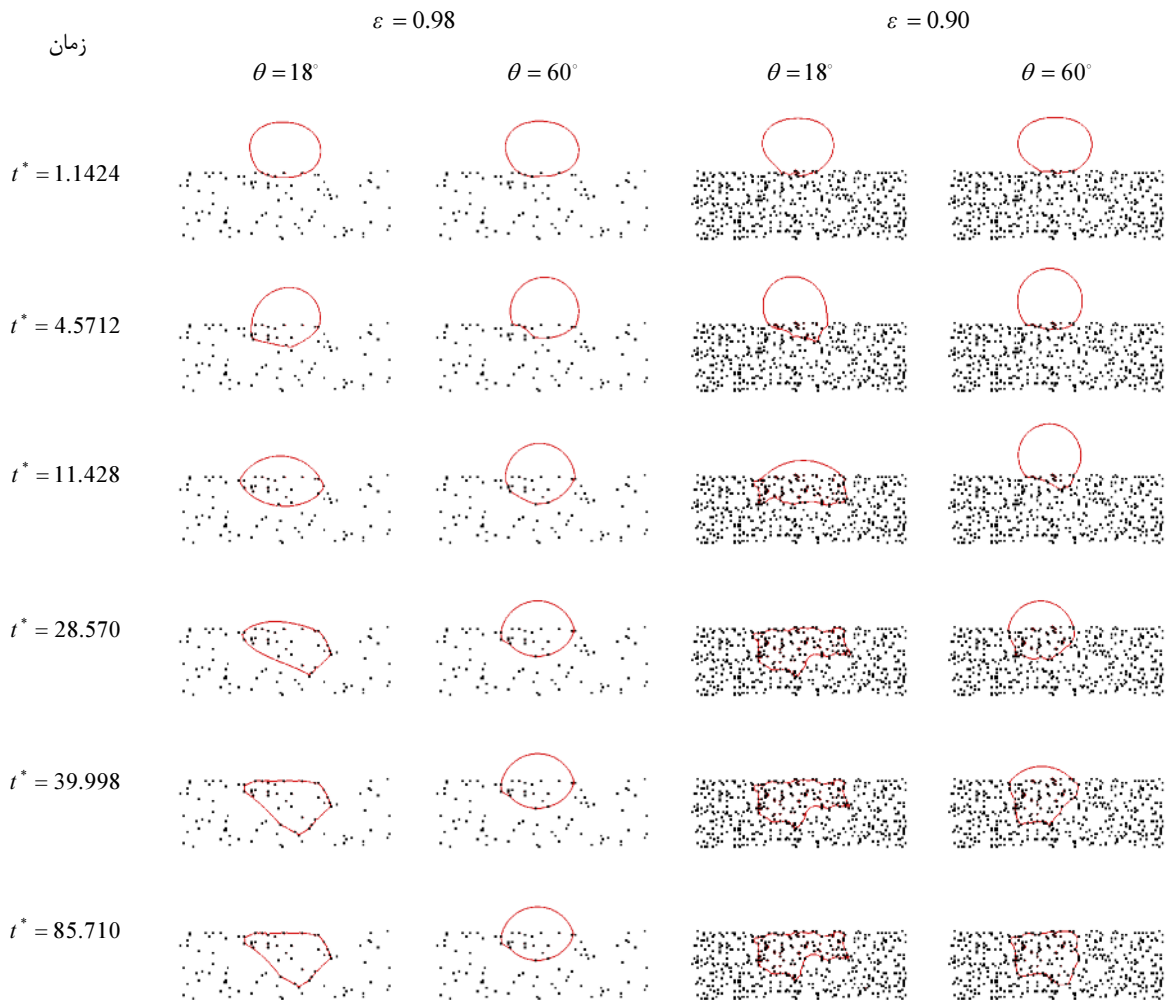 ε = 0.98 ε = 0.90
زمان
θ = 18° θ = 60° θ = 18° θ = 60°
t* = 1.1424
t* = 4.5712
t* = 11.428
t* = 28.570
t* = 39.998
t* = 85.710